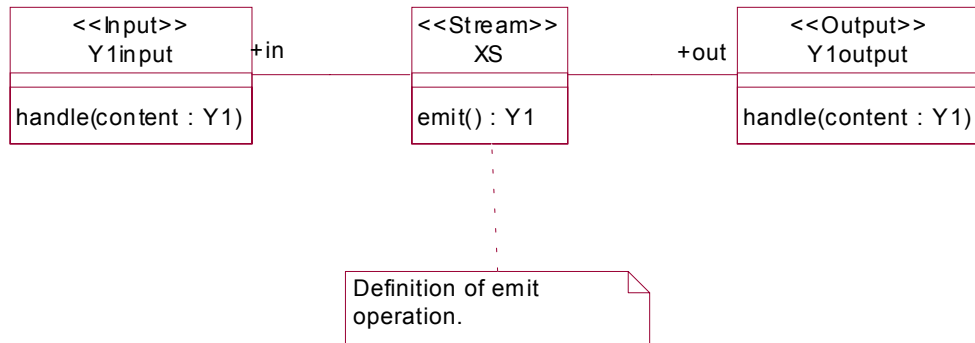 <<Input>>
Y1input
handle(content : Y1)
+in
<<Stream>>
XS
emit() : Y1
+out
<<Output>>
Y1output
handle(content : Y1)
Definition of emit
operation.